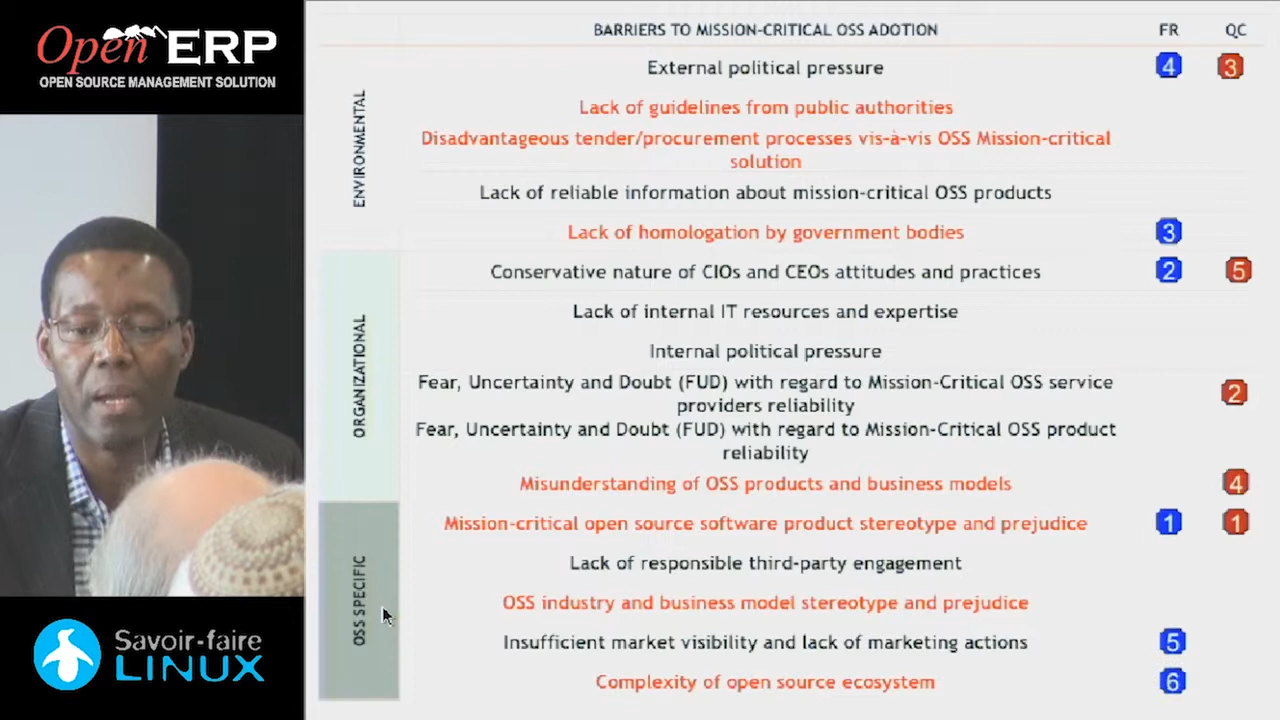 Open ERP
OPEN SOURCE MANAGEMENT SOLUTION
BARRIERS TO MISSION-CRITICAL OSS ADOTION FR QC
ENVIRONMENTAL
External political pressure 4 3
Lack of guidelines from public authorities
Disadvantageous tender/procurement processes vis-à-vis OSS Mission-critical
solution
Lack of reliable information about mission-critical OSS products
Lack of homologation by government bodies 3
ORGANIZATIONAL
Conservative nature of CIOs and CEOs attitudes and practices 2 5
Lack of internal IT resources and expertise
Internal political pressure
Fear, Uncertainty and Doubt (FUD) with regard to Mission-Critical OSS service
providers reliability 2
Fear, Uncertainty and Doubt (FUD) with regard to Mission-Critical OSS product
reliability
Misunderstanding of OSS products and business models 4
OSS SPECIFIC
Mission-critical open source software product stereotype and prejudice 1 1
Lack of responsible third-party engagement
OSS industry and business model stereotype and prejudice
Insufficient market visibility and lack of marketing actions 5
Complexity of open source ecosystem 6
Savoir-faire
LINUX